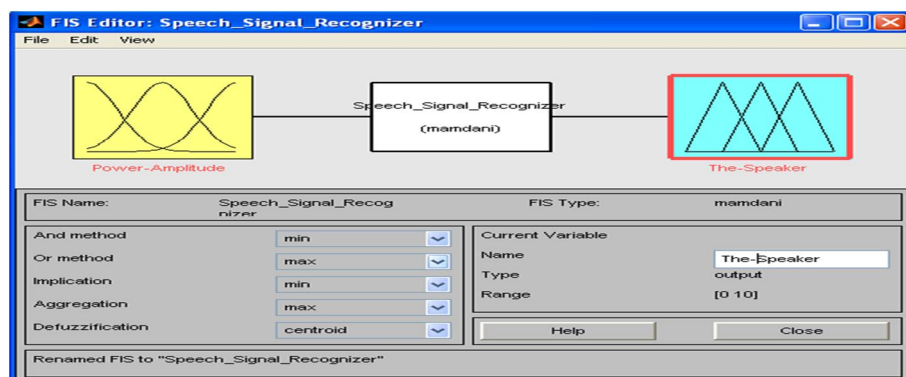 FIS Editor: Speech_Signal_Recognizer
File Edit View
Speech_Signal_Recognizer
(mamdani)
Power-Amplitude
The-Speaker
FIS Name:
Speech_Signal_Recog
nizer
FIS Type:
mamdani
And method
min
Or method
max
Implication
min
Aggregation
max
Defuzzification
centroid
Current Variable
Name
The-Speaker
Type
output
Range
[0 10]
Help
Close
Renamed FIS to "Speech_Signal_Recognizer"